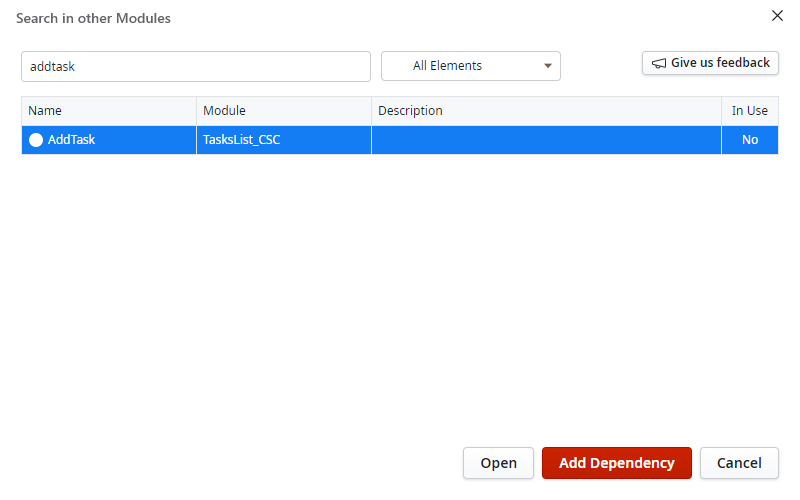 Search in other Modules
addtask
All Elements
Give us feedback
Name Module Description In Use
AddTask TasksList_CSC No
Open Add Dependency Cancel